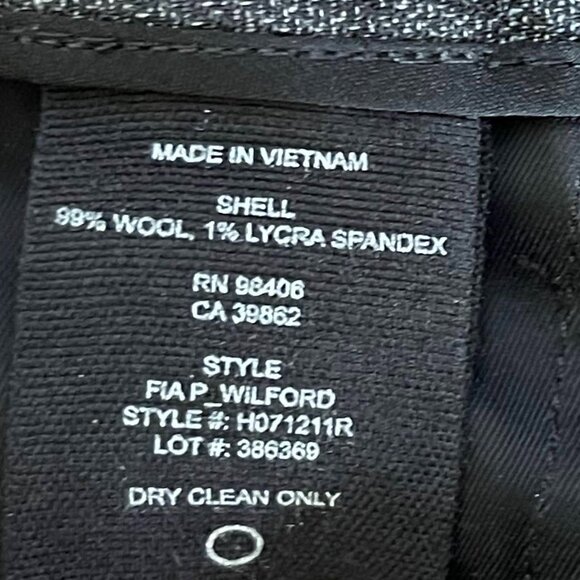 MADE IN VIETNAM
SHELL
99% WOOL, 1% LYCRA SPANDEX
RN 98406
CA 39862
STYLE
FIA P_WILFORD
STYLE #: H071211R
LOT #: 386369
DRY CLEAN ONLY